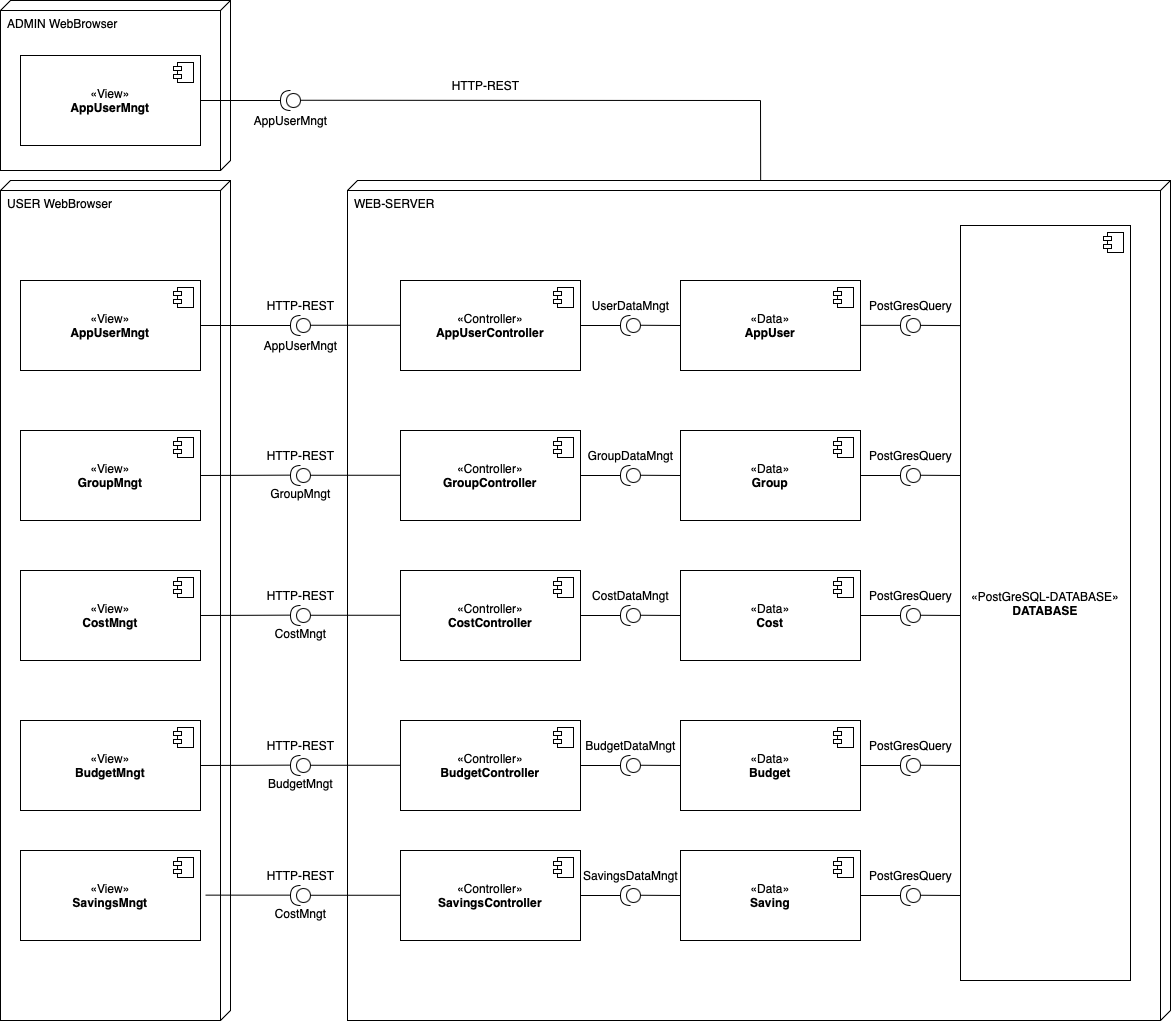 ADMIN WebBrowser
«View»
AppUserMngt
HTTP-REST
AppUserMngt
USER WebBrowser
WEB-SERVER
«View»
AppUserMngt
HTTP-REST
AppUserMngt
«Controller»
AppUserController
UserDataMngt
«Data»
AppUser
PostGresQuery
«View»
GroupMngt
HTTP-REST
GroupMngt
«Controller»
GroupController
GroupDataMngt
«Data»
Group
PostGresQuery
«View»
CostMngt
HTTP-REST
CostMngt
«Controller»
CostController
CostDataMngt
«Data»
Cost
PostGresQuery
«PostGreSQL-DATABASE»
DATABASE
«View»
BudgetMngt
HTTP-REST
BudgetMngt
«Controller»
BudgetController
BudgetDataMngt
«Data»
Budget
PostGresQuery
«View»
SavingsMngt
HTTP-REST
CostMngt
«Controller»
SavingsController
SavingsDataMngt
«Data»
Saving
PostGresQuery